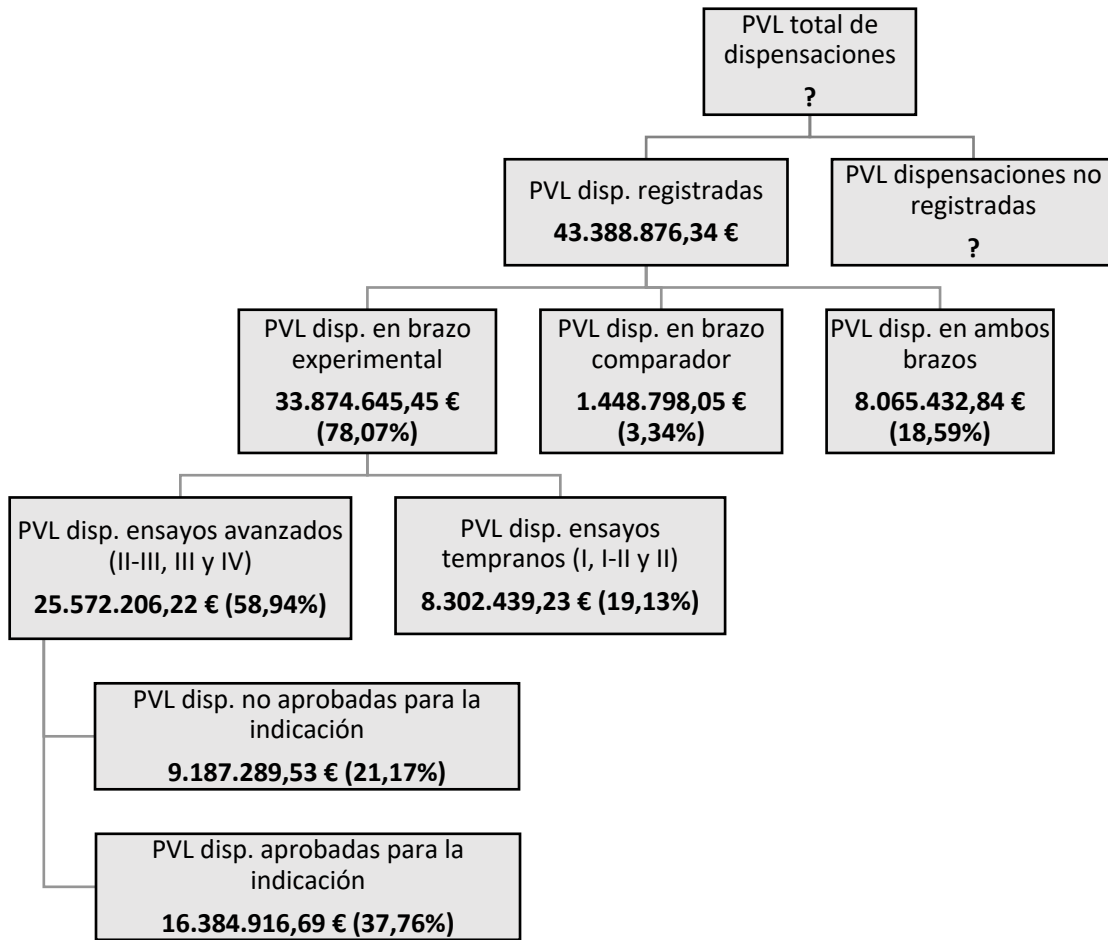 PVL total de
dispensaciones
?
PVL disp. registradas
43.388.876,34 €
PVL dispensaciones no
registradas
?
PVL disp. en brazo
experimental
33.874.645,45 €
(78,07%)
PVL disp. en brazo
comparador
1.448.798,05 €
(3,34%)
PVL disp. en ambos
brazos
8.065.432,84 €
(18,59%)
PVL disp. ensayos avanzados
(II-III, III y IV)
25.572.206,22 € (58,94%)
PVL disp. ensayos
tempranos (I, I-II y II)
8.302.439,23 € (19,13%)
PVL disp. no aprobadas para la
indicación
9.187.289,53 € (21,17%)
PVL disp. aprobadas para la
indicación
16.384.916,69 € (37,76%)